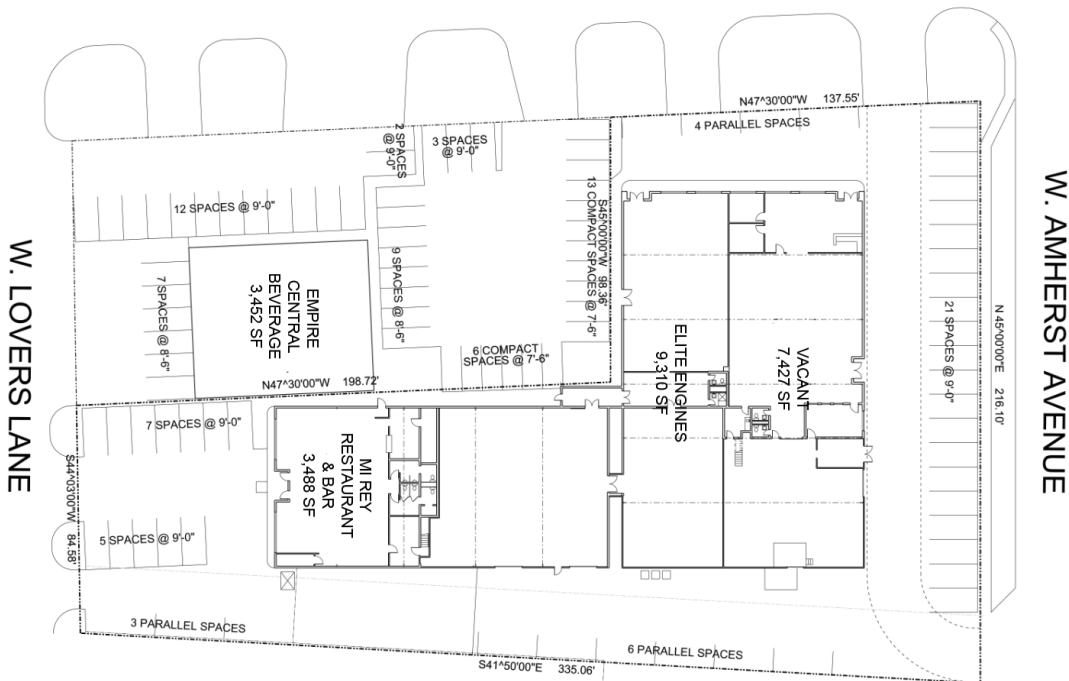 N47^30'00"W 137.55'
4 PARALLEL SPACES
2 SPACES
@ 9'-0"
3 SPACES
@ 9'-0"
12 SPACES @ 9'-0"
13 COMPACT SPACES @ 7'-6"
S45^00'00"W 98.36'
9 SPACES @ 8'-6"
7 SPACES @ 8'-6"
EMPIRE
CENTRAL
BEVERAGE
3,452 SF
6 COMPACT
SPACES @ 7'-6"
N47^30'00"W 198.72'
ELITE ENGINES
9,310 SF
VACANT
7,427 SF
21 SPACES @ 9'-0"
N 45^00'00"E 216.10'
W. AMHERST AVENUE
W. LOVERS LANE
7 SPACES @ 9'-0"
S44^03'00"W 84.58'
MI REY
RESTAURANT
& BAR
3,488 SF
5 SPACES @ 9'-0"
3 PARALLEL SPACES
6 PARALLEL SPACES
S41^50'00"E 335.06'